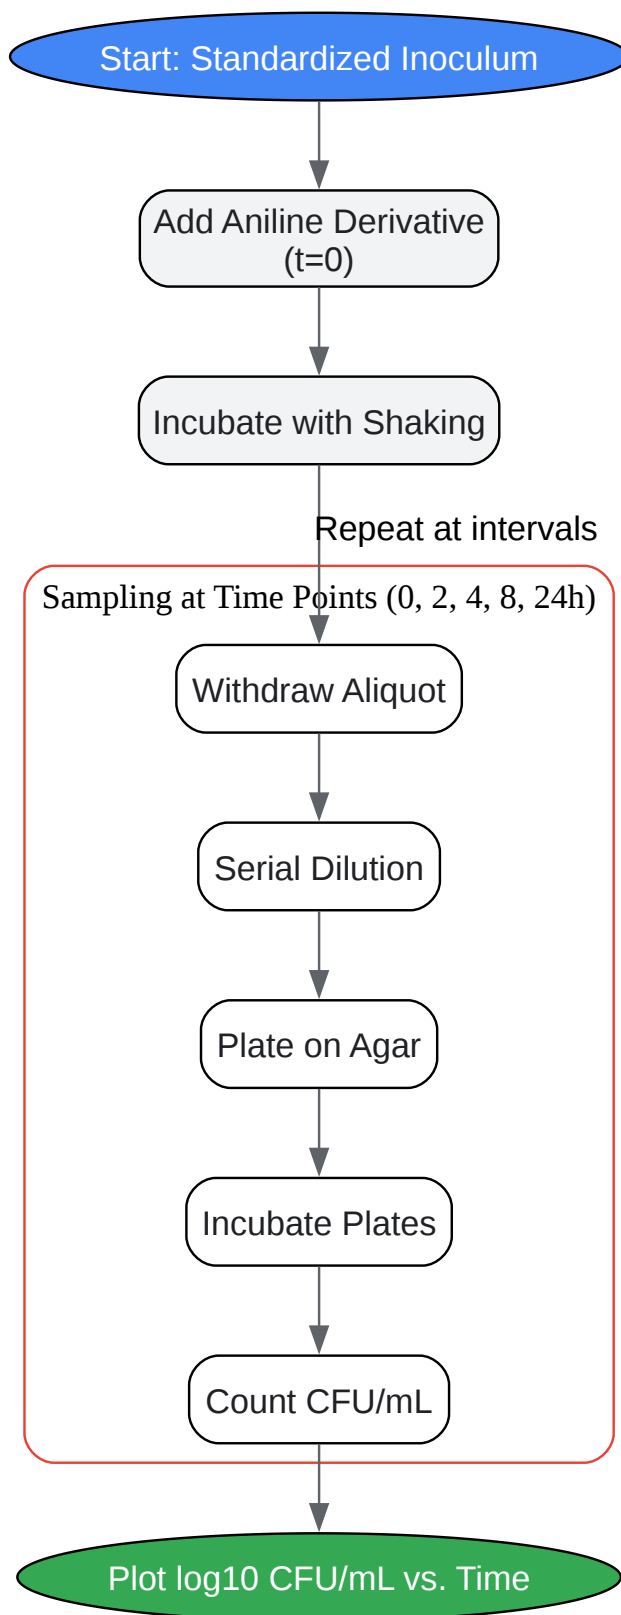 Start: Standardized Inoculum
Add Aniline Derivative
(t=0)
Incubate with Shaking
Repeat at intervals
Sampling at Time Points (0, 2, 4, 8, 24h)
Withdraw Aliquot
Serial Dilution
Plate on Agar
Incubate Plates
Count CFU/mL
Plot log10 CFU/mL vs. Time